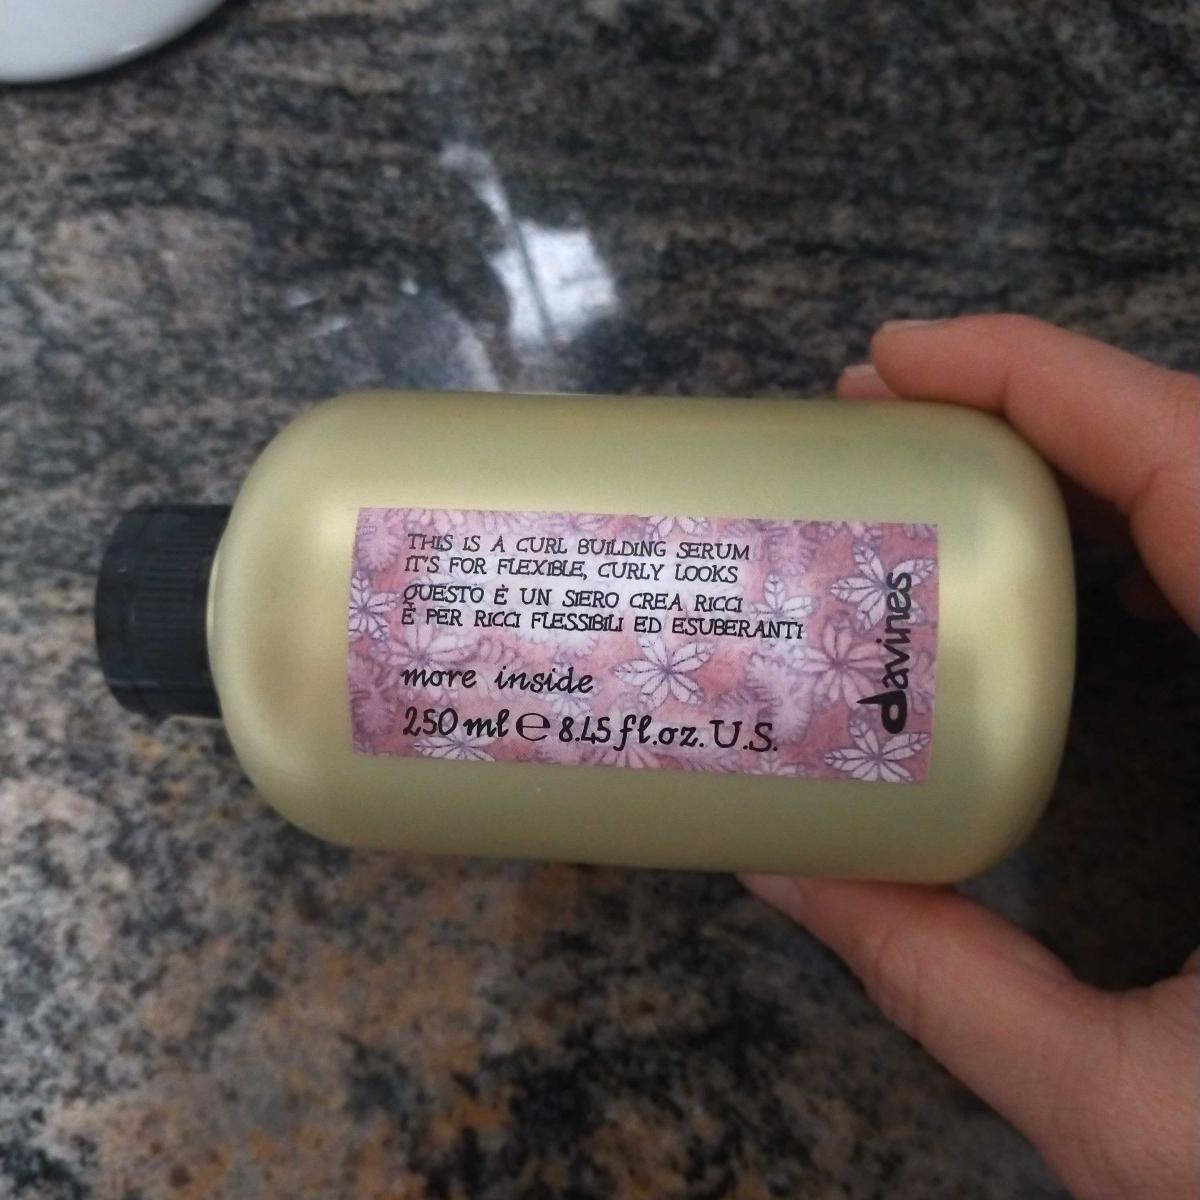 THIS IS A CURL BUILDING SERUM
IT'S FOR FLEXIBLE, CURLY LOOKS
QUESTO È UN SIERO CREA RICCI
È PER RICCI FLESSIBILI ED ESUBERANTI
more inside
250 ml ℮ 8.45 fl.oz. U.S.
davines